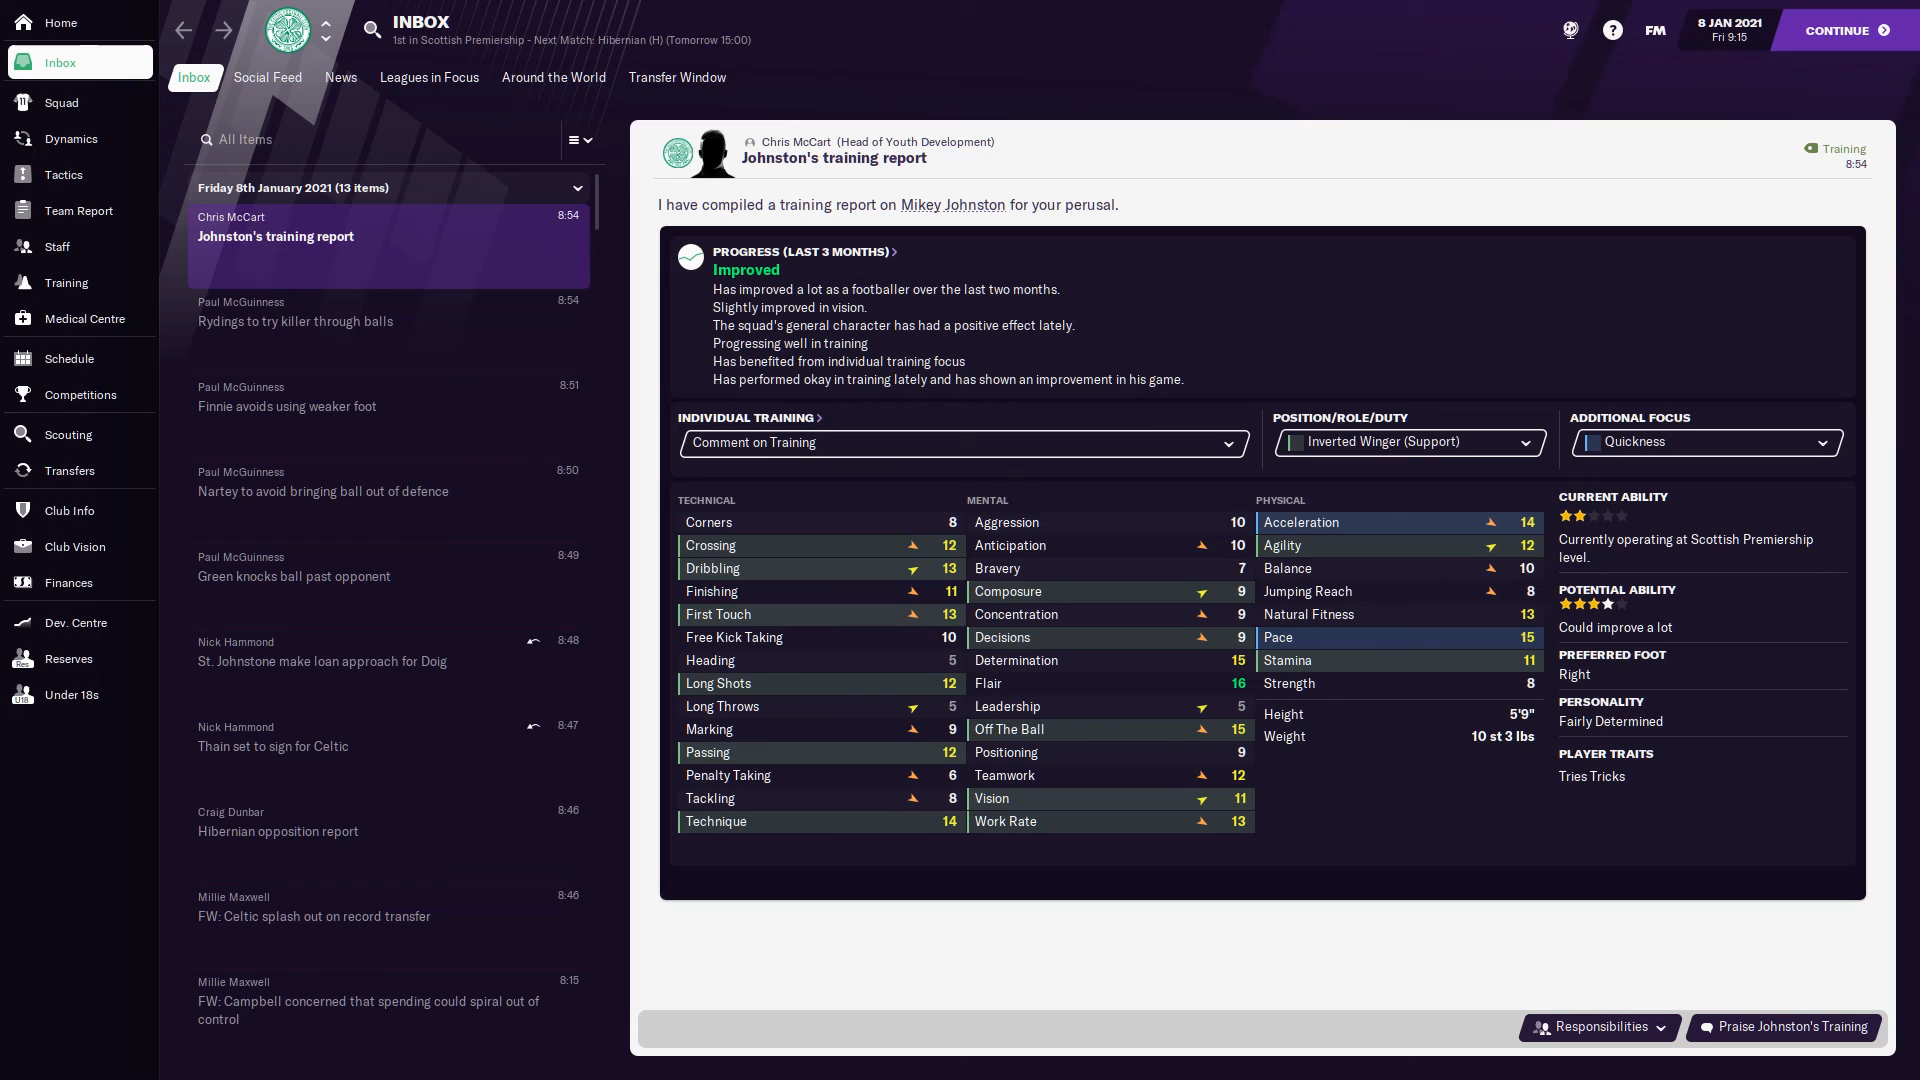 Home
Inbox
Squad
Dynamics
Tactics
Team Report
Staff
Training
Medical Centre
Schedule
Competitions
Scouting
Transfers
Club Info
Club Vision
Finances
Dev. Centre
Res
Reserves
U18
Under 18s
INBOX
1st in Scottish Premiership - Next Match: Hibernian (H) (Tomorrow 15:00)
FM
8 JAN 2021
Fri 9:15
CONTINUE
Inbox Social Feed News Leagues in Focus Around the World Transfer Window
All Items
Friday 8th January 2021 (13 items)
Chris McCart 8:54
Johnston's training report
Paul McGuinness 8:54
Rydings to try killer through balls
Paul McGuinness 8:51
Finnie avoids using weaker foot
Paul McGuinness 8:50
Nartey to avoid bringing ball out of defence
Paul McGuinness 8:49
Green knocks ball past opponent
Nick Hammond 8:48
St. Johnstone make loan approach for Doig
Nick Hammond 8:47
Thain set to sign for Celtic
Craig Dunbar 8:46
Hibernian opposition report
Millie Maxwell 8:46
FW: Celtic splash out on record transfer
Millie Maxwell 8:15
FW: Campbell concerned that spending could spiral out of
control
Chris McCart (Head of Youth Development)
Johnston's training report
Training
8:54
I have compiled a training report on Mikey Johnston for your perusal.
PROGRESS (LAST 3 MONTHS)
Improved
Has improved a lot as a footballer over the last two months.
Slightly improved in vision.
The squad's general character has had a positive effect lately.
Progressing well in training
Has benefited from individual training focus
Has performed okay in training lately and has shown an improvement in his game.
INDIVIDUAL TRAINING
Comment on Training
POSITION/ROLE/DUTY
Inverted Winger (Support)
ADDITIONAL FOCUS
Quickness
TECHNICAL
Corners 8
Crossing 12
Dribbling 13
Finishing 11
First Touch 13
Free Kick Taking 10
Heading 5
Long Shots 12
Long Throws 5
Marking 9
Passing 12
Penalty Taking 6
Tackling 8
Technique 14
MENTAL
Aggression 10
Anticipation 10
Bravery 7
Composure 9
Concentration 9
Decisions 9
Determination 15
Flair 16
Leadership 5
Off The Ball 15
Positioning 9
Teamwork 12
Vision 11
Work Rate 13
PHYSICAL
Acceleration 14
Agility 12
Balance 10
Jumping Reach 8
Natural Fitness 13
Pace 15
Stamina 11
Strength 8
Height 5'9"
Weight 10 st 3 lbs
CURRENT ABILITY
Currently operating at Scottish Premiership
level.
POTENTIAL ABILITY
Could improve a lot
PREFERRED FOOT
Right
PERSONALITY
Fairly Determined
PLAYER TRAITS
Tries Tricks
Responsibilities
Praise Johnston's Training